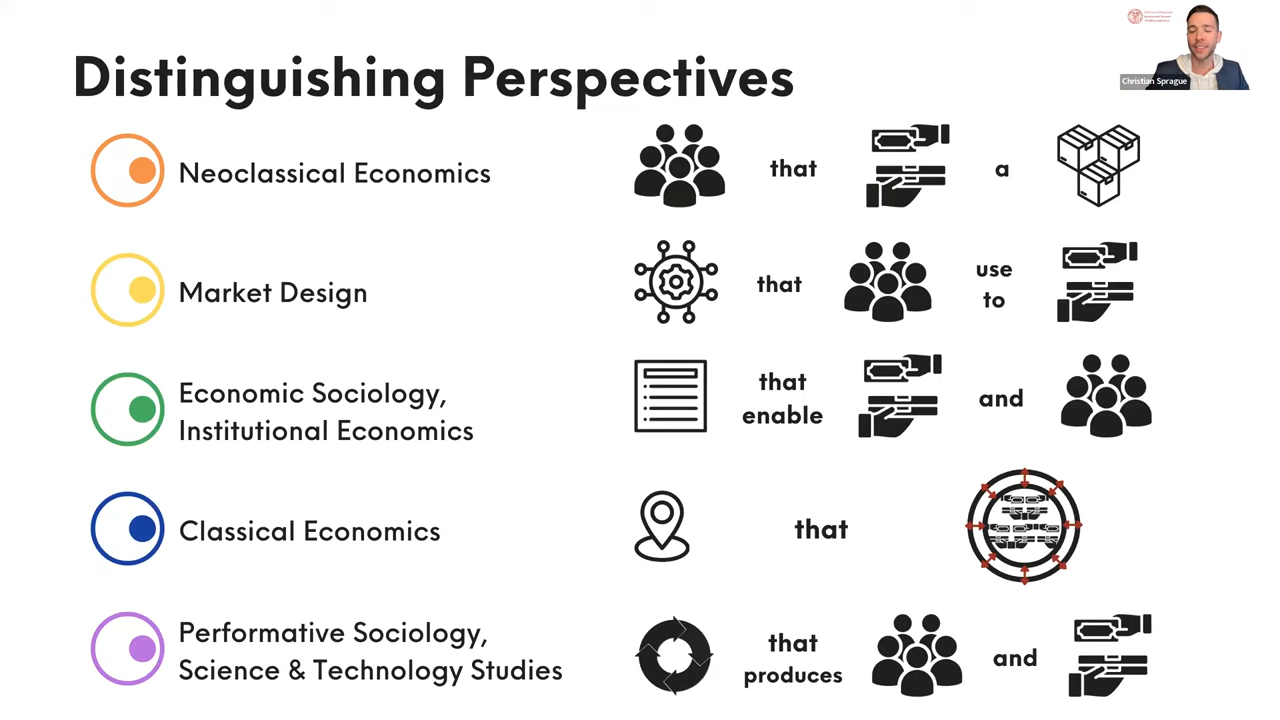 Distinguishing Perspectives
Christian Sprague
Neoclassical Economics
that
a
Market Design
that
use
to
Economic Sociology,
Institutional Economics
that
enable
and
Classical Economics
that
Performative Sociology,
Science & Technology Studies
that
produces
and